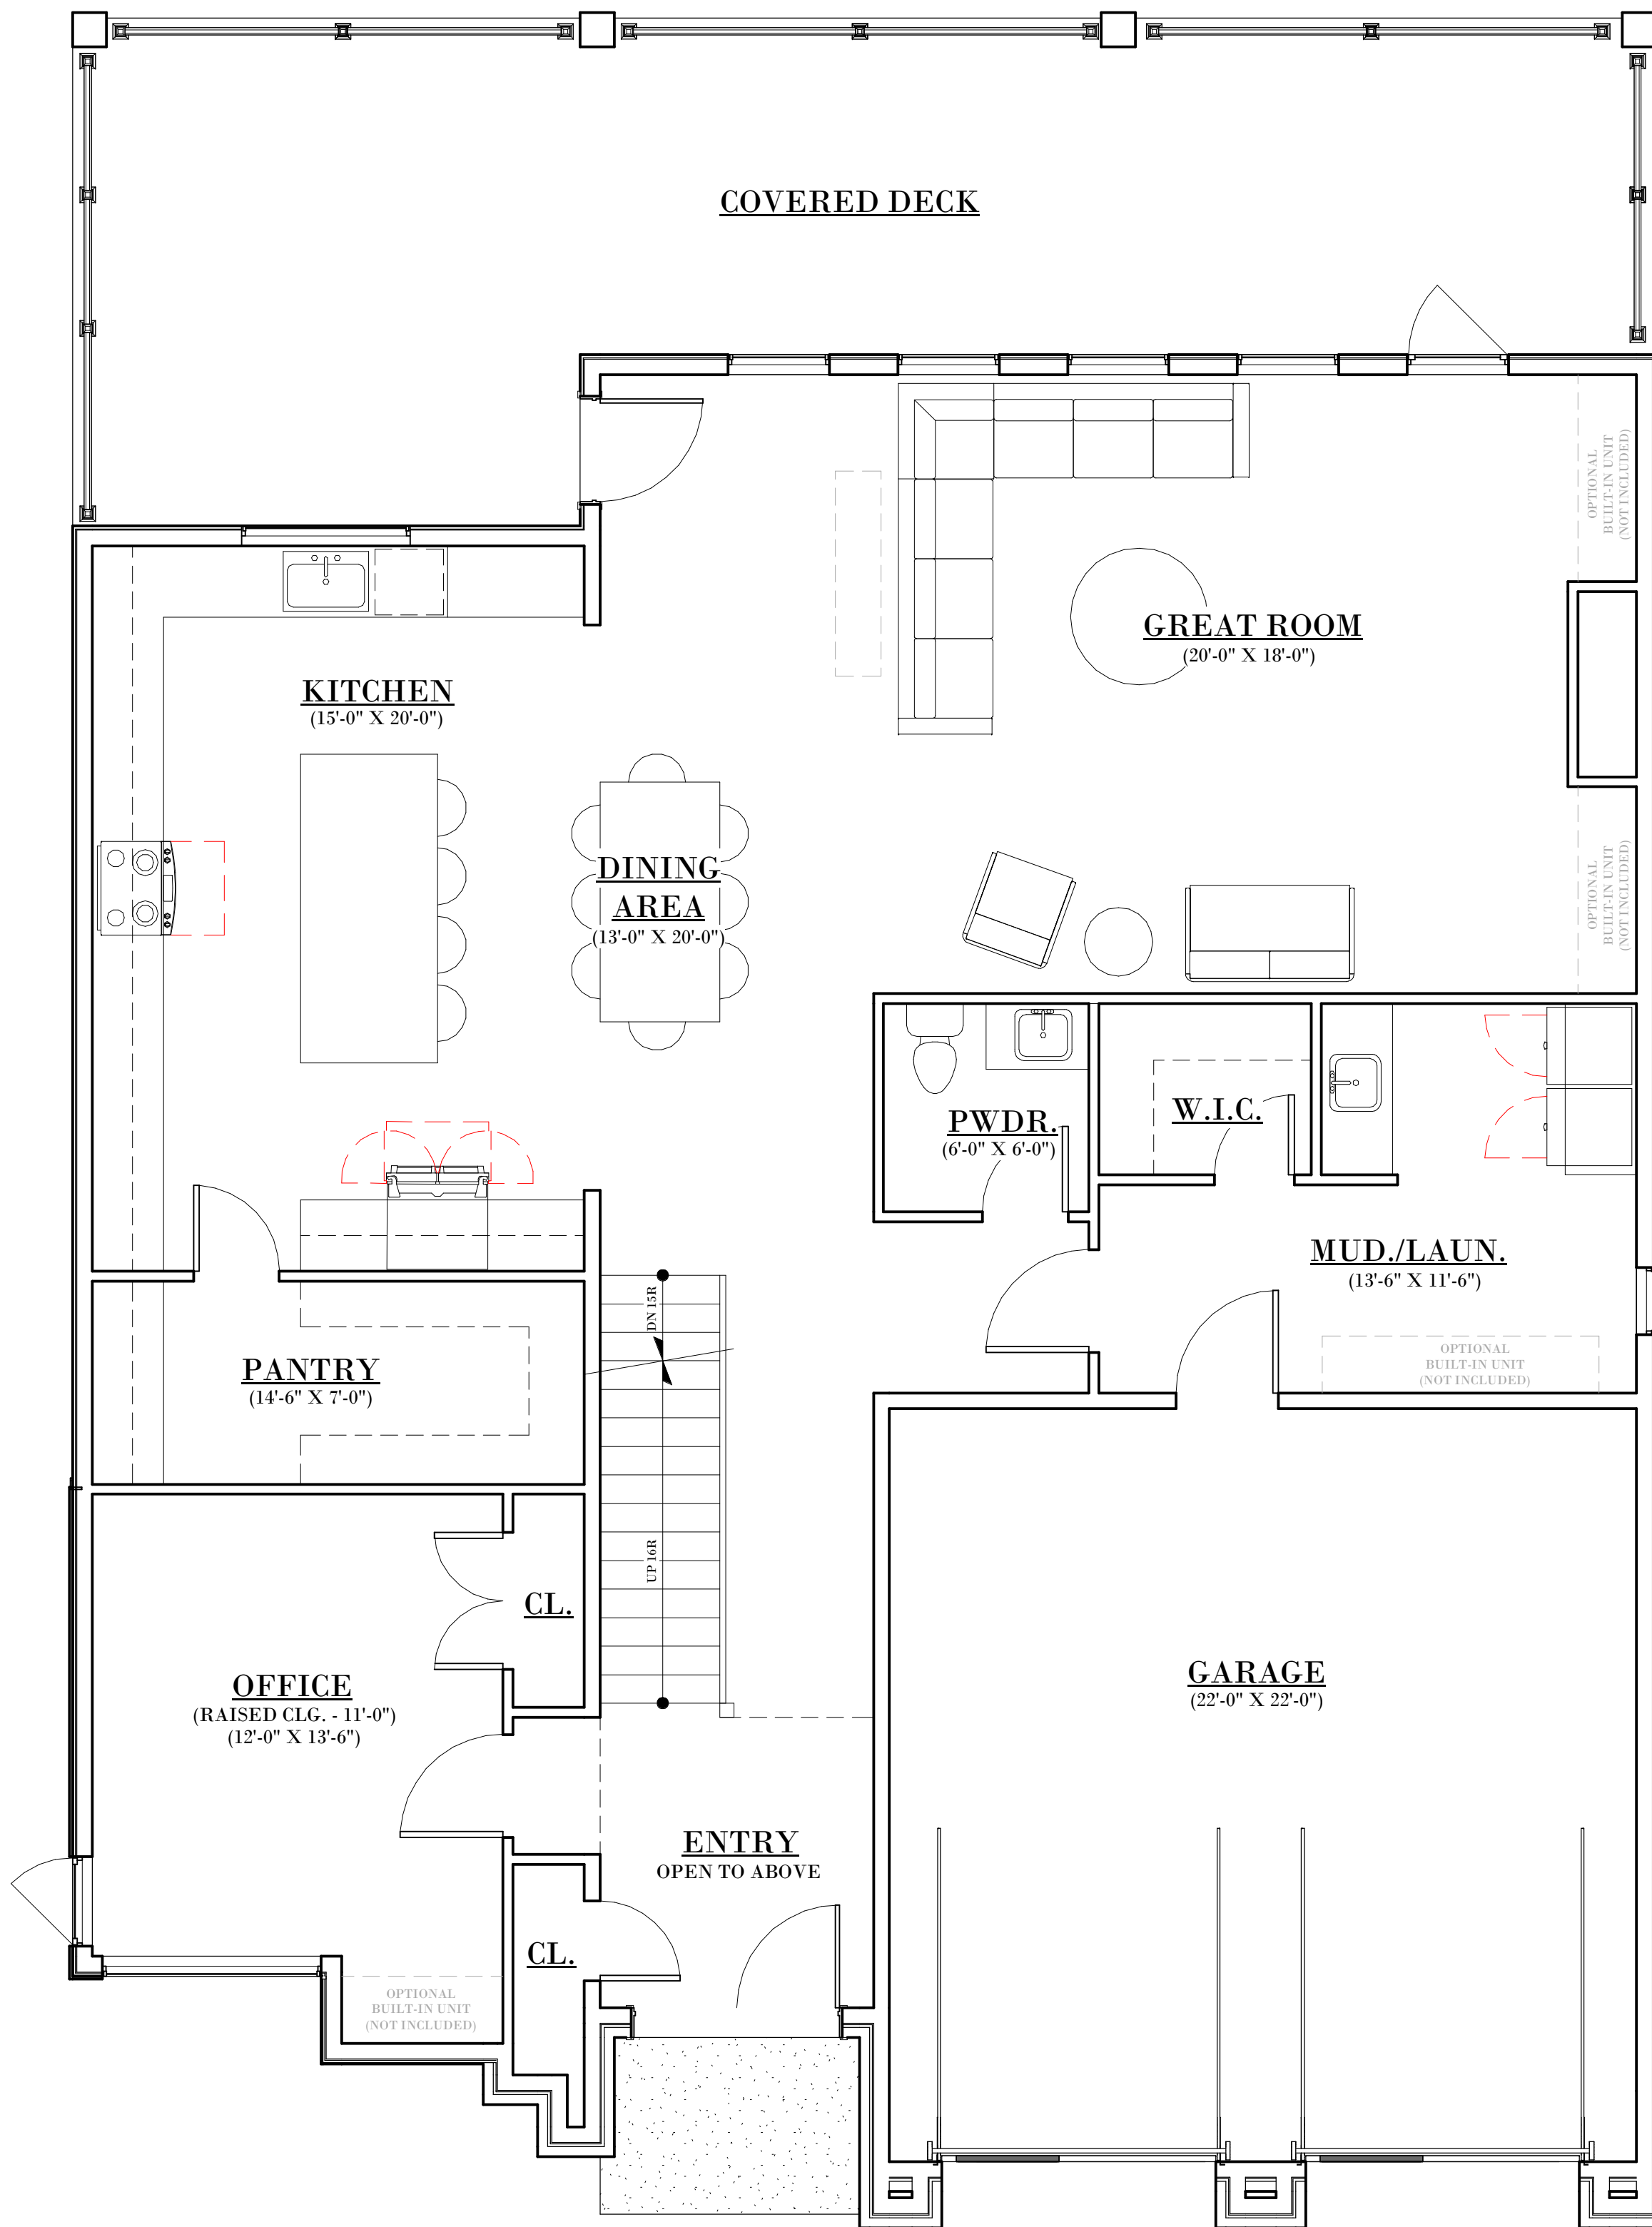 COVERED DECK
OPTIONAL
BUILT-IN UNIT
(NOT INCLUDED)
GREAT ROOM
(20'-0" X 18'-0")
KITCHEN
(15'-0" X 20'-0")
DINING
AREA
(13'-0" X 20'-0")
OPTIONAL
BUILT-IN UNIT
(NOT INCLUDED)
PWDR.
(6'-0" X 6'-0")
W.I.C.
MUD./LAUN.
(13'-6" X 11'-6")
OPTIONAL
BUILT-IN UNIT
(NOT INCLUDED)
DN 15R
PANTRY
(14'-6" X 7'-0")
UP 16R
CL.
OFFICE
(RAISED CLG. - 11'-0")
(12'-0" X 13'-6")
GARAGE
(22'-0" X 22'-0")
ENTRY
OPEN TO ABOVE
CL.
OPTIONAL
BUILT-IN UNIT
(NOT INCLUDED)